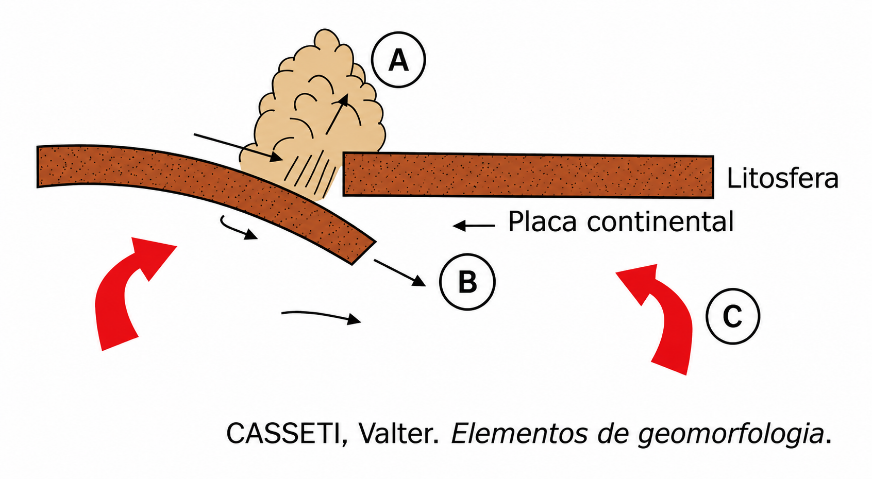 A
Litosfera
Placa continental
B
C
CASSETI, Valter. Elementos de geomorfologia.